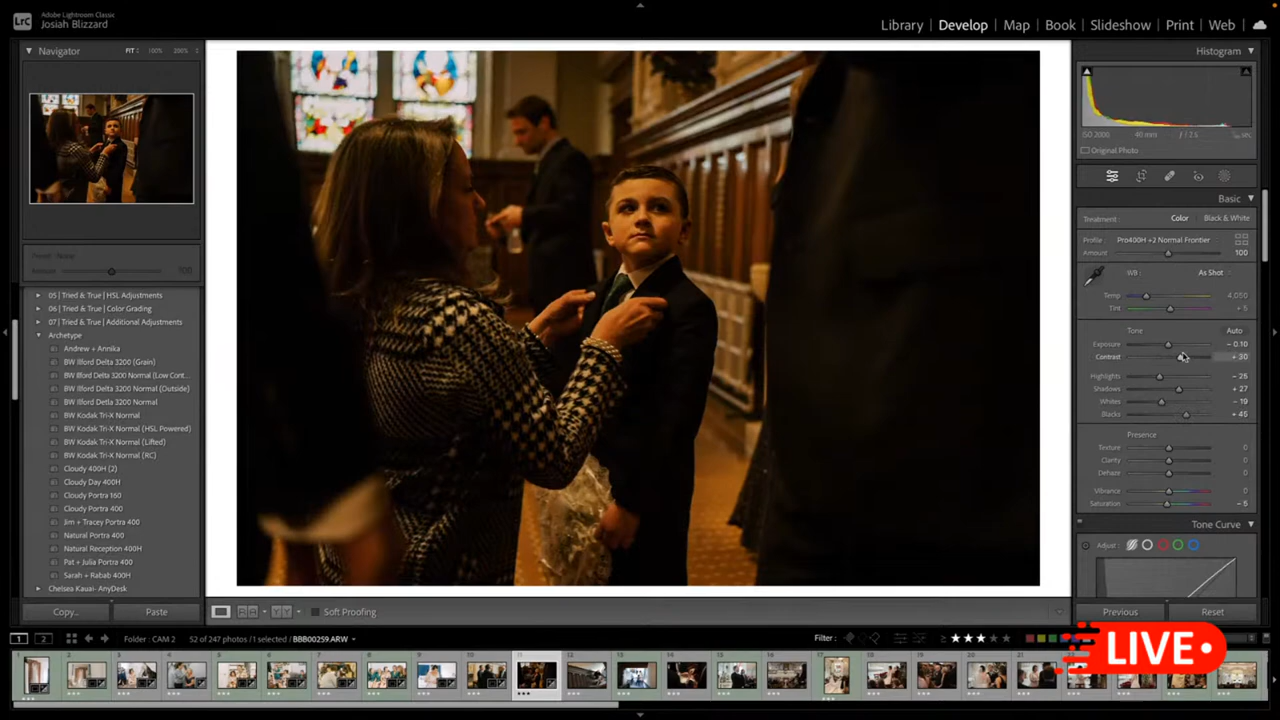 LrC
Adobe Lightroom Classic
Josiah Blizzard
Library | Develop | Map | Book | Slideshow | Print | Web
Navigator
FIT
100%
200%
Preset: None
Amount
100
05 | Tried & True | HSL Adjustments
06 | Tried & True | Color Grading
07 | Tried & True | Additional Adjustments
Archetype
Andrew + Annika
BW Ilford Delta 3200 (Grain)
BW Ilford Delta 3200 Normal (Low Cont...
BW Ilford Delta 3200 Normal (Outside)
BW Ilford Detla 3200 Normal
BW Kodak Tri-X Normal
BW Kodak Tri-X Normal (HSL Powered)
BW Kodak Tri-X Normal (Lifted)
BW Kodak Tri-X Normal (RC)
Cloudy 400H (2)
Cloudy Day 400H
Cloudy Portra 160
Cloudy Portra 400
Jim + Tracey Portra 400
Natural Portra 400
Natural Reception 400H
Pat + Julia Portra 400
Sarah + Rabab 400H
Chelsea Kauai- AnyDesk
Copy...
Paste
Histogram
ISO 2000
40 mm
ƒ / 2.5
Original Photo
Basic
Treatment: Color Black & White
Profile: Pro400H +2 Normal Frontier
Amount 100
WB: As Shot
Temp 4,050
Tint + 5
Tone Auto
Exposure − 0.10
Contrast + 30
Highlights − 25
Shadows + 27
Whites − 19
Blacks + 45
Presence
Texture 0
Clarity 0
Dehaze 0
Vibrance 0
Saturation − 5
Tone Curve
Adjust:
Previous
Reset
Soft Proofing
1 2
Folder: CAM 2
52 of 247 photos / 1 selected / BBB00259.ARW
Filter:
LIVE